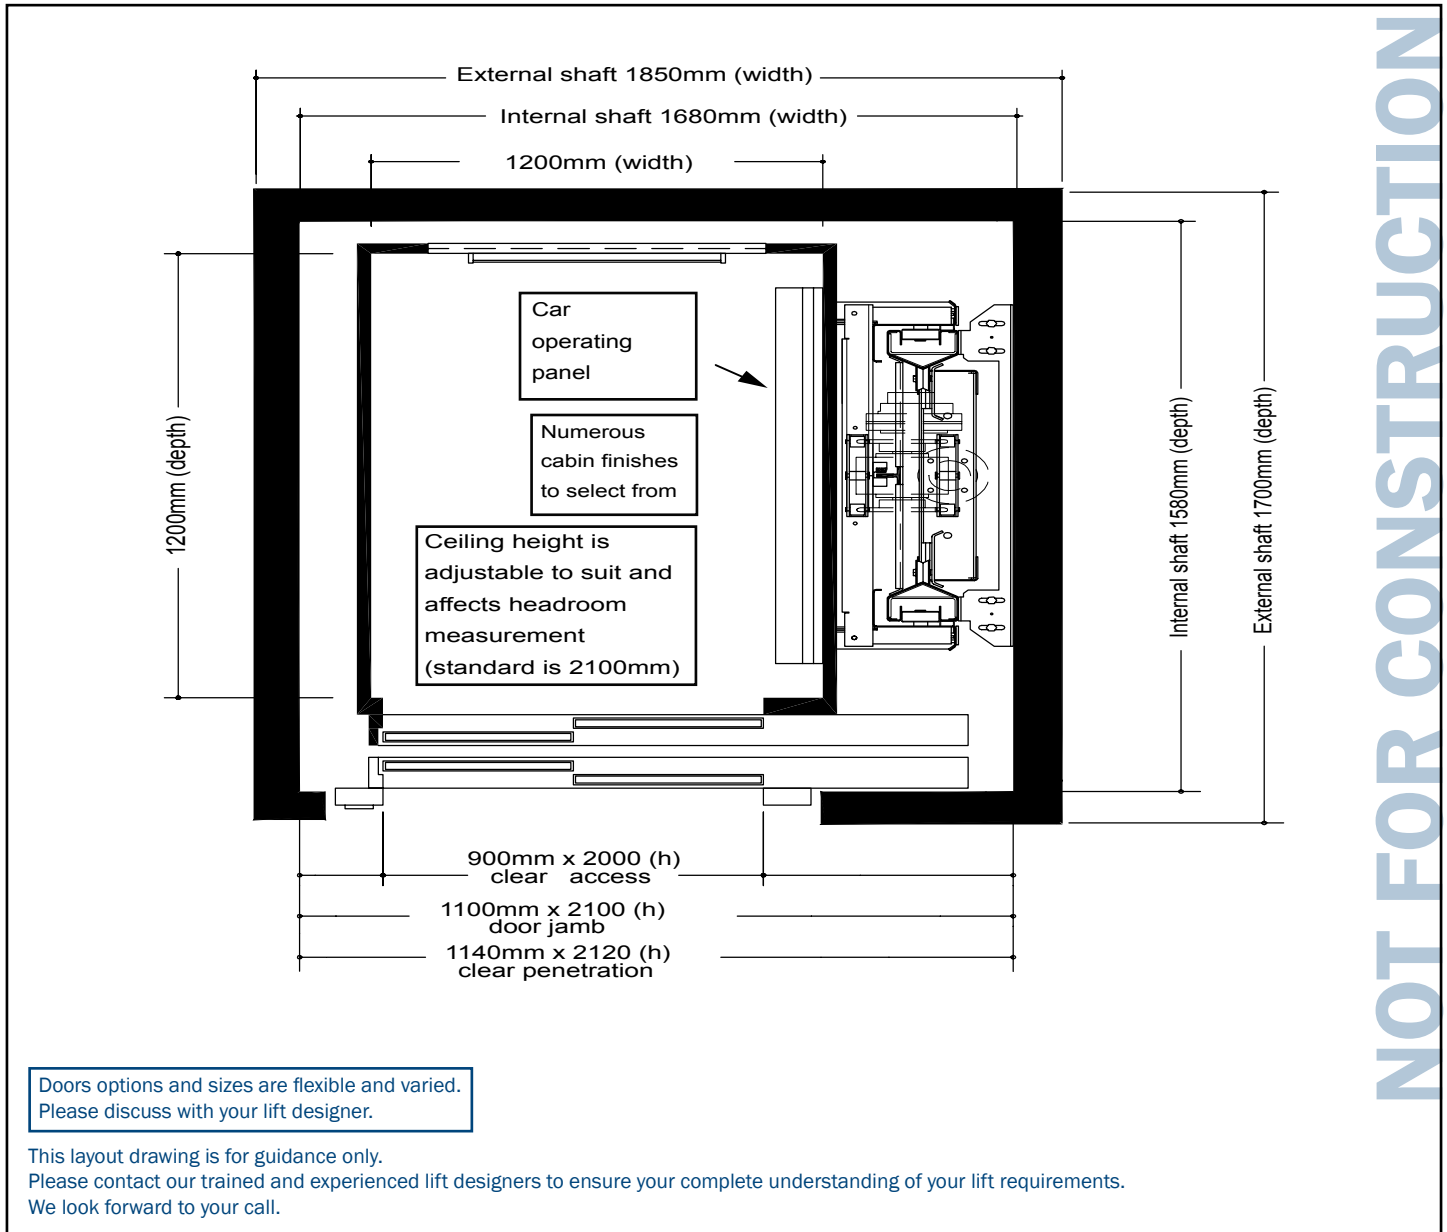 External shaft 1850mm (width)
Internal shaft 1680mm (width)
1200mm (width)
Car
operating
panel
Numerous
cabin finishes
to select from
Ceiling height is
adjustable to suit and
affects headroom
measurement
(standard is 2100mm)
1200mm (depth)
Internal shaft 1580mm (depth)
External shaft 1700mm (depth)
900mm x 2000 (h)
clear access
1100mm x 2100 (h)
door jamb
1140mm x 2120 (h)
clear penetration
NOT FOR CONSTRUCTION
Doors options and sizes are flexible and varied.
Please discuss with your lift designer.
This layout drawing is for guidance only.
Please contact our trained and experienced lift designers to ensure your complete understanding of your lift requirements.
We look forward to your call.